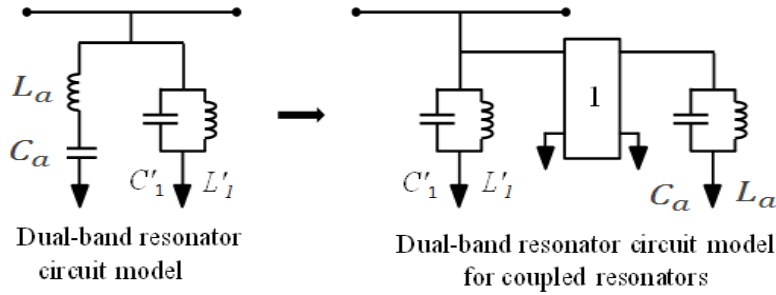 L_a
C_a
C'_1 L'_1
Dual-band resonator
circuit model
1
C'_1 L'_1
C_a L_a
Dual-band resonator circuit model
for coupled resonators